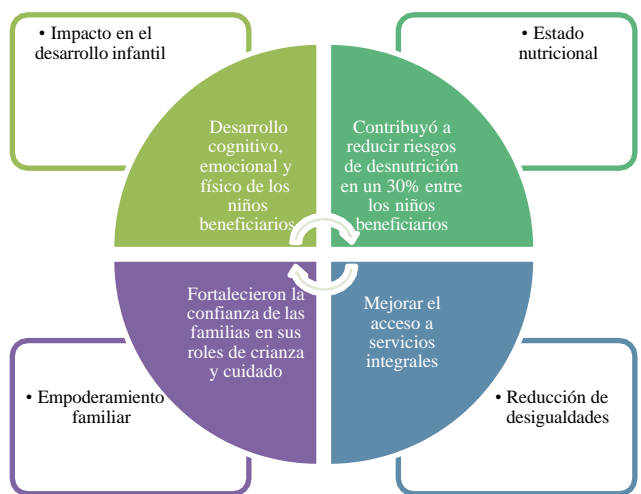 • Impacto en el
desarrollo infantil
• Estado
nutricional
Desarrollo
cognitivo,
emocional y
físico de los
niños
beneficiarios
Contribuyó a
reducir riesgos
de desnutrición
en un 30% entre
los niños
beneficiarios
Fortalecieron la
confianza de las
familias en sus
roles de crianza
y cuidado
Mejorar el
acceso a
servicios
integrales
• Empoderamiento
familiar
• Reducción de
desigualdades